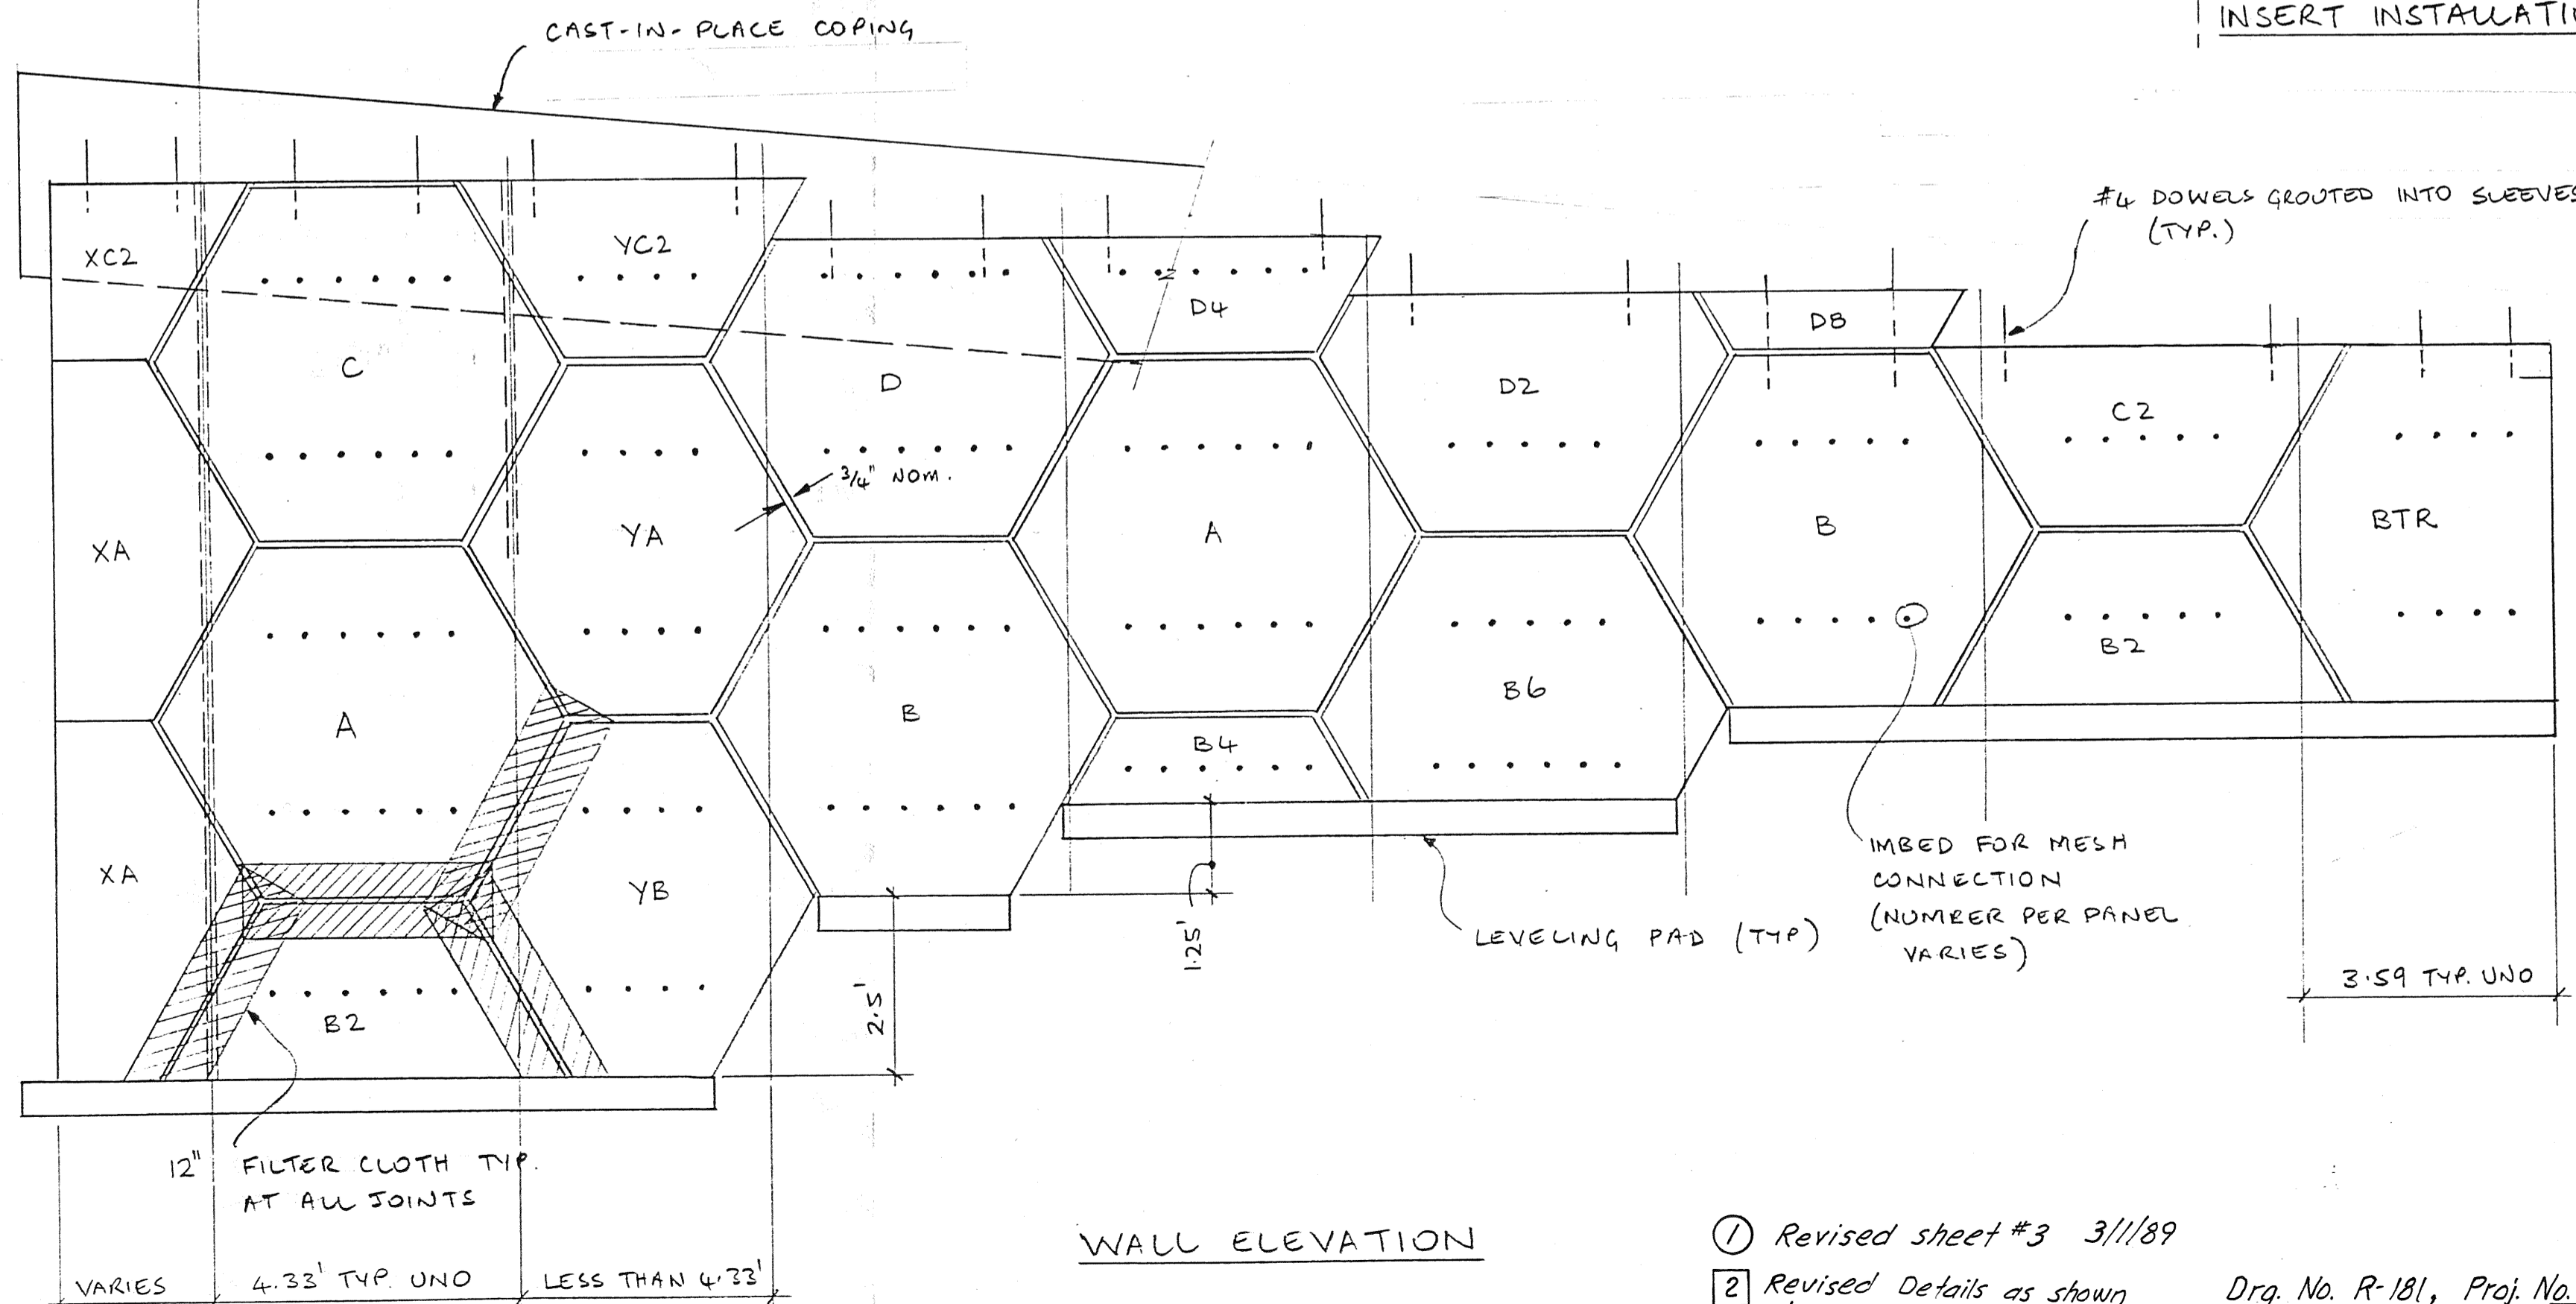 INSERT INSTALLATI
CAST-IN-PLACE COPING
#4 DOWELS GROUTED INTO SLEEVES
(TYP.)
XC2
YC2
C
D
D4
D2
D8
C2
3/4" NOM.
XA
YA
A
B
BTR
A
B
B4
B6
B2
XA
YB
B2
1.25'
2.5'
LEVELING PAD (TYP)
IMBED FOR MESH
CONNECTION
(NUMBER PER PANEL
VARIES)
3.59 TYP. UNO
12" FILTER CLOTH TYP.
AT ALL JOINTS
VARIES
4.33' TYP. UNO
LESS THAN 4.33'
WALL ELEVATION
1 Revised sheet #3 3/1/89
2 Revised Details as shown
Drg. No. R-181, Proj. No.